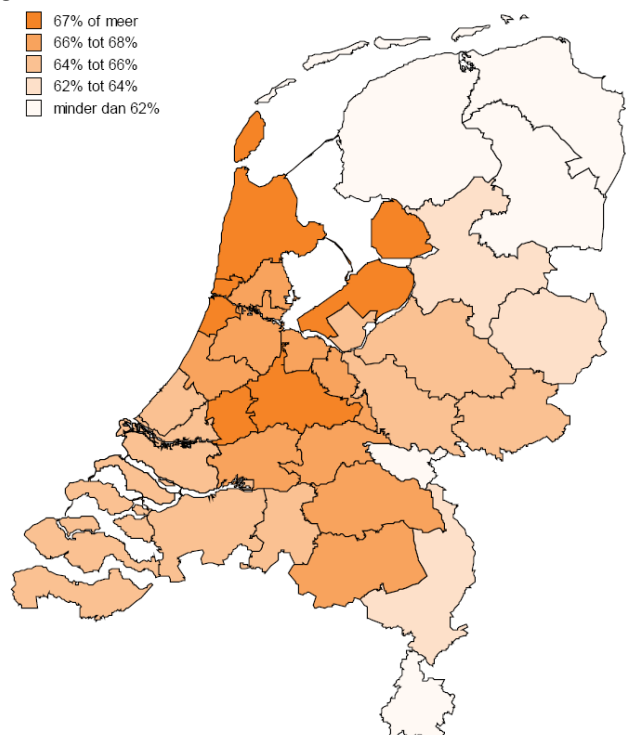 67% of meer
66% tot 68%
64% tot 66%
62% tot 64%
minder dan 62%